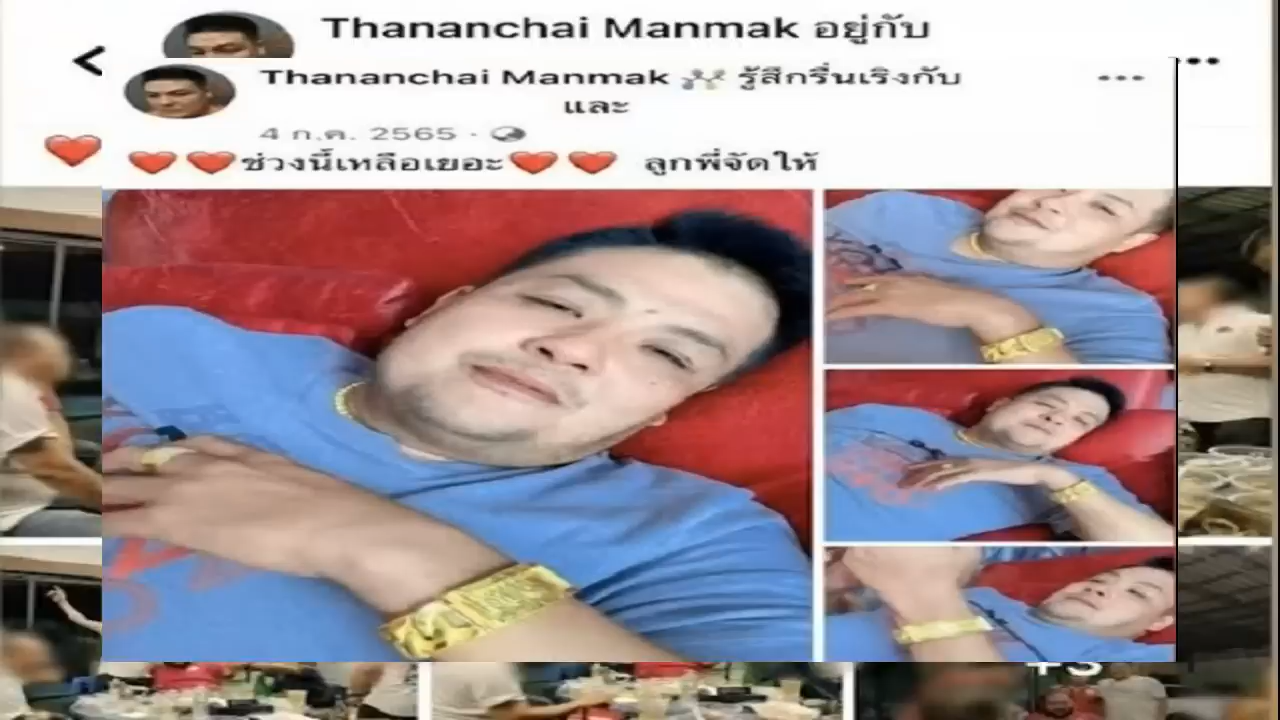 Thananchai Manmak อยู่กับ
Thananchai Manmak รู้สึกรื่นเริงกับ
และ
4 ก.ค. 2565
ช่วงนี้เหลือเยอะ ลูกพี่จัดให้
+3